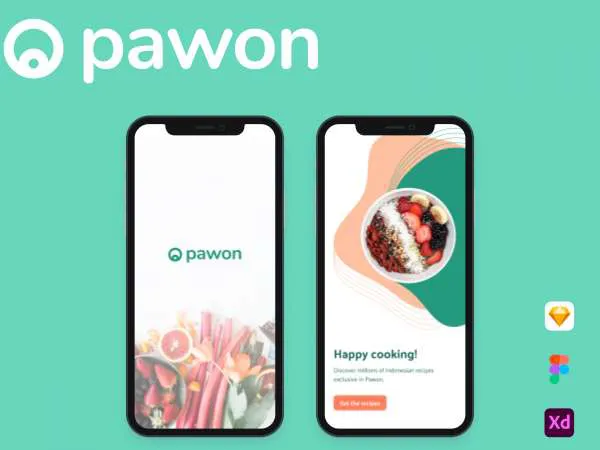 pawon
pawon
Happy cooking!
Discover millions of Indonesian recipes
exclusive in Pawon.
Get the recipes
Xd